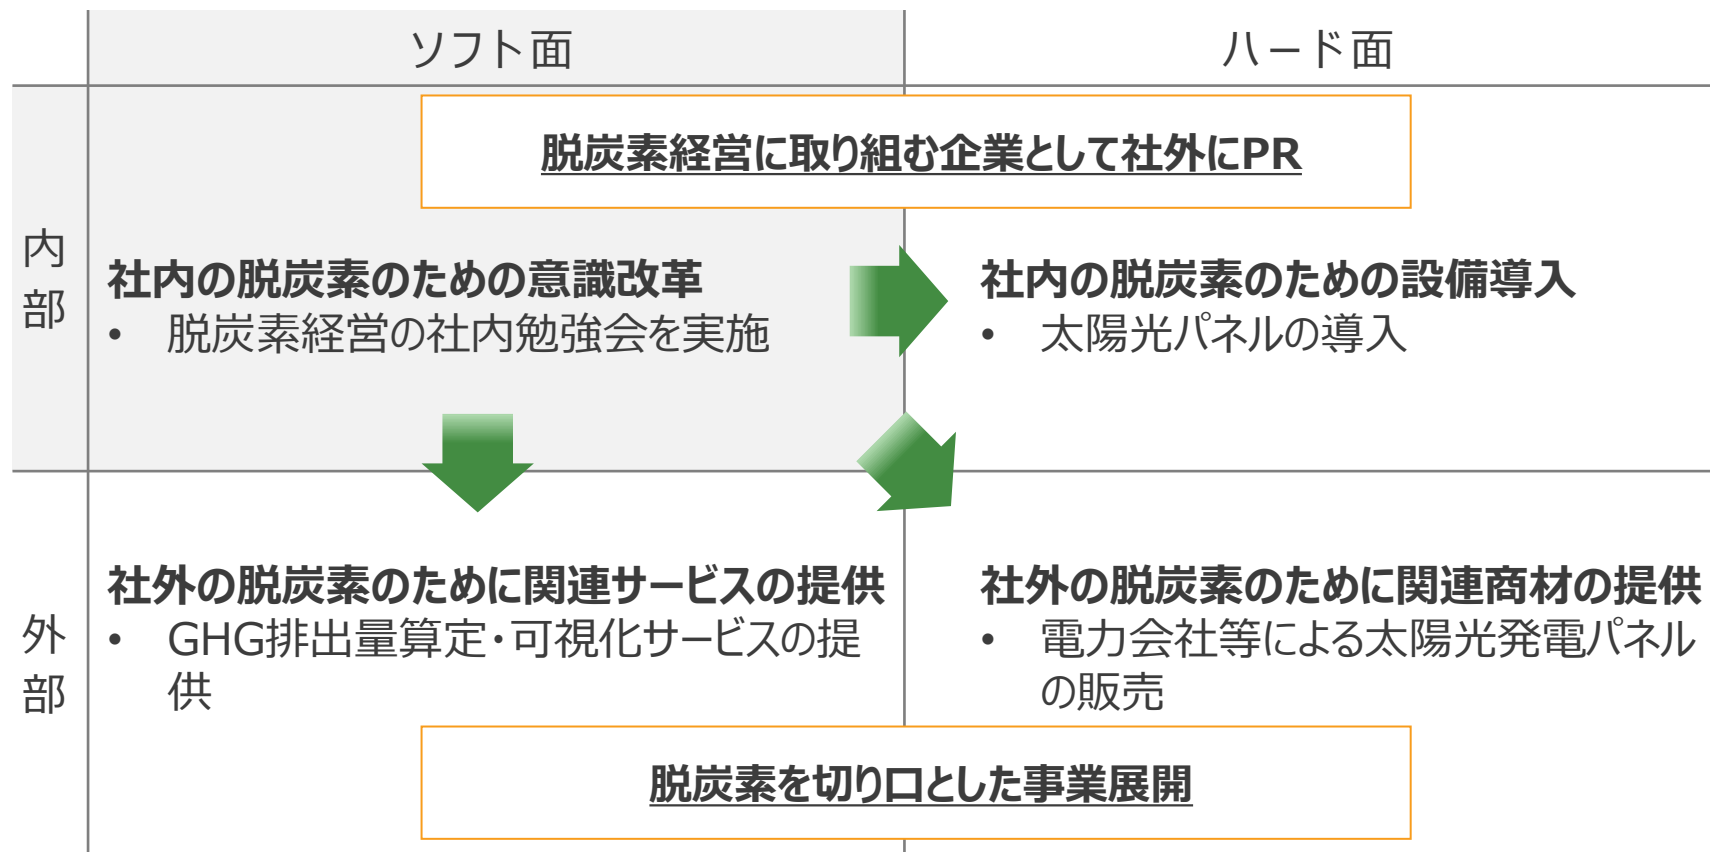 ソフト面
ハード面
脱炭素経営に取り組む企業として社外にPR
内部
社内の脱炭素のための意識改革
• 脱炭素経営の社内勉強会を実施
社内の脱炭素のための設備導入
• 太陽光パネルの導入
外部
社外の脱炭素のために関連サービスの提供
• GHG排出量算定・可視化サービスの提
供
社外の脱炭素のために関連商材の提供
• 電力会社等による太陽光発電パネル
の販売
脱炭素を切り口とした事業展開